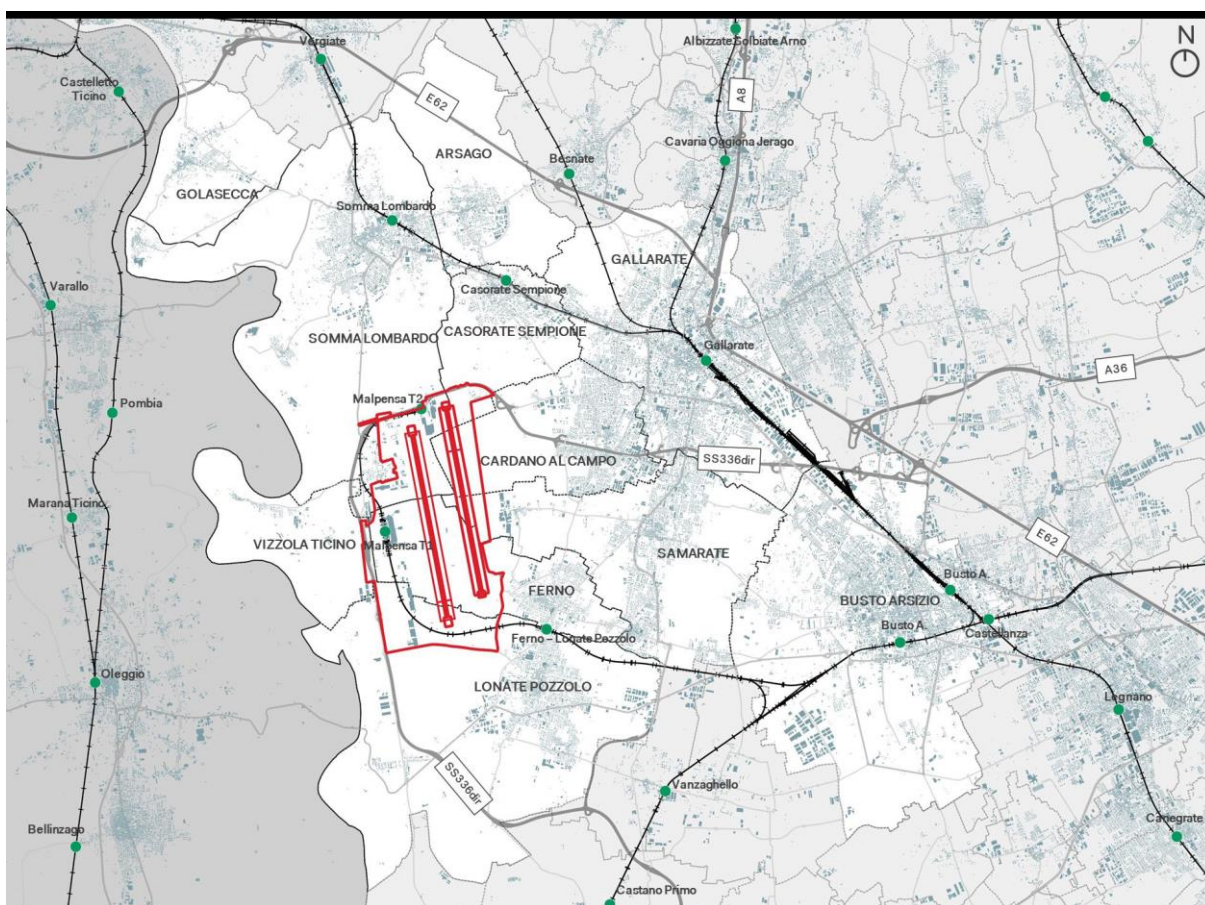 N
Vergiate
Albizzate Solbiate Arno
Castelletto
Ticino
E62
A8
ARSAGO
Besnate
Cavaria Oggiona Jerago
GOLASECCA
Somma Lombardo
GALLARATE
Varallo
Casorate Sempione
SOMMA LOMBARDO
CASORATE SEMPIONE
Gallarate
A36
Malpensa T2
Pombia
CARDANO AL CAMPO
SS336dir
Marana Ticino
E62
VIZZOLA TICINO
Malpensa T1
SAMARATE
FERNO
Busto A.
BUSTO ARSIZIO
Castellanza
Busto A.
Ferno - Lonate Pozzolo
Oleggio
LONATE POZZOLO
Legnano
SS336dir
Vanzaghello
Bellinzago
Canegrate
Castano Primo